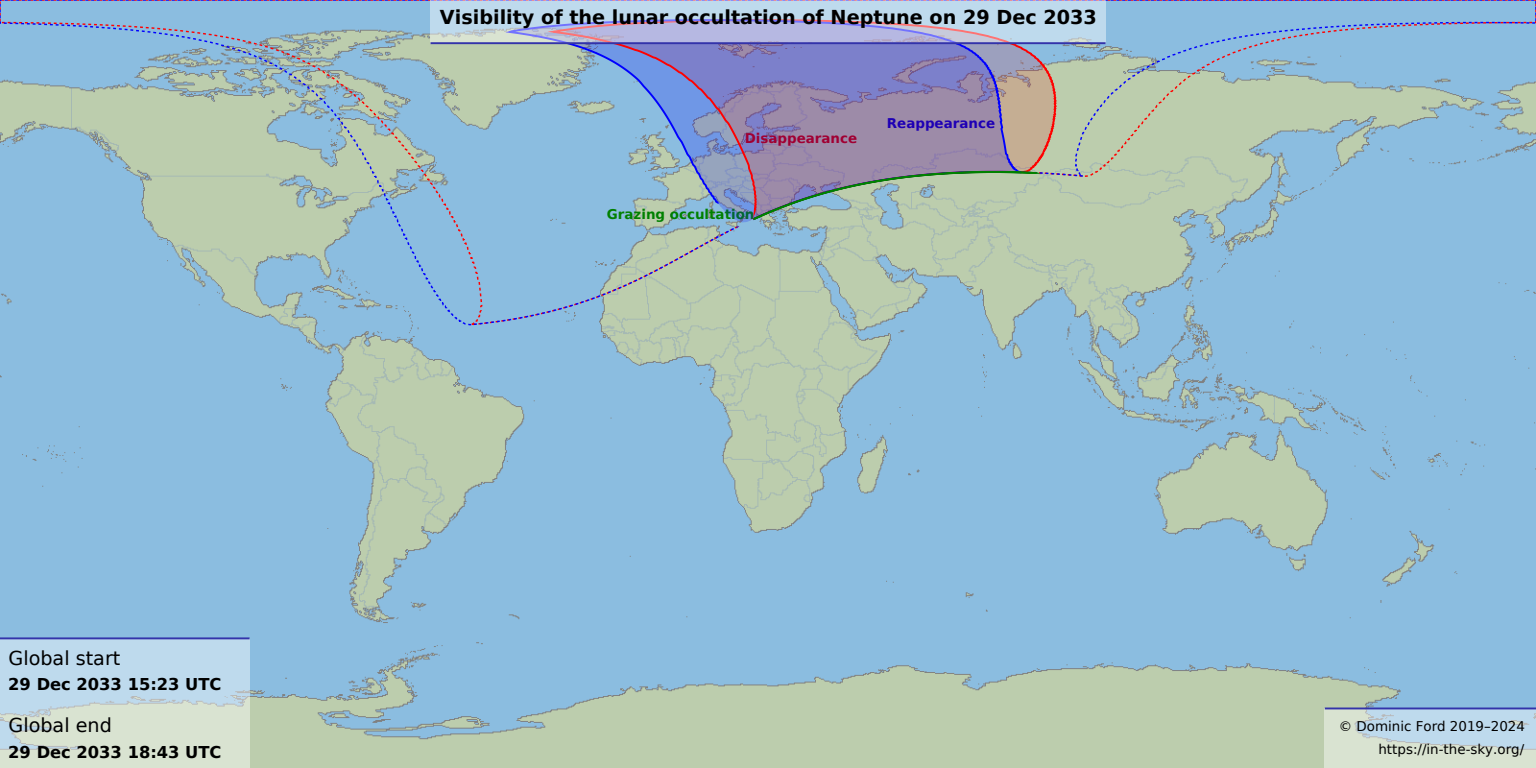 Visibility of the lunar occultation of Neptune on 29 Dec 2033
Reappearance
Disappearance
Grazing occultation
Global start
29 Dec 2033 15:23 UTC
Global end
29 Dec 2033 18:43 UTC
© Dominic Ford 2019–2024
https://in-the-sky.org/